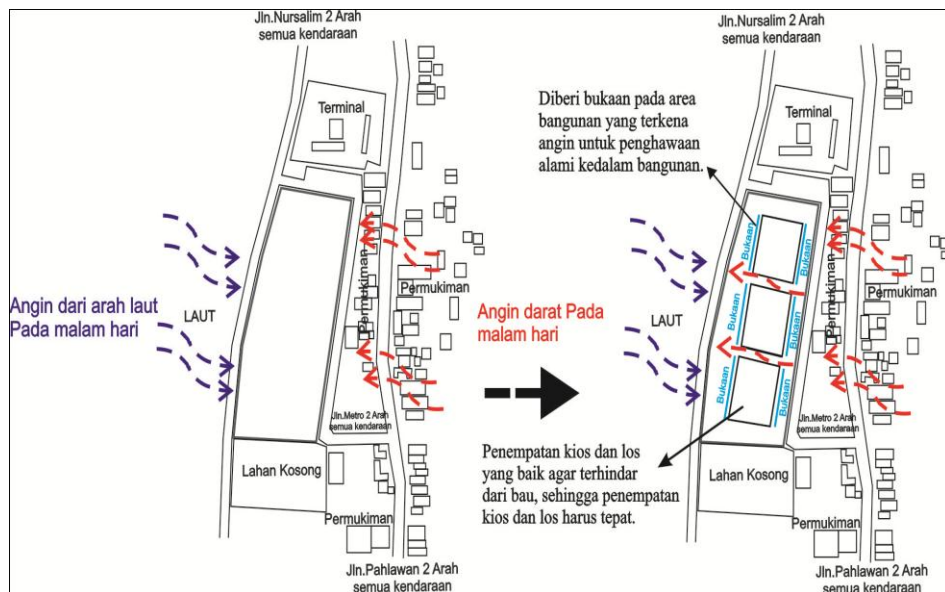 Jln.Nursalim 2 Arah
semua kendaraan
Terminal
Permukiman
Permukiman
Angin dari arah laut
Pada malam hari
LAUT
Jln.Metro 2 Arah
semua kendaraan
Lahan Kosong
Permukiman
Jln.Pahlawan 2 Arah
semua kendaraan
Angin darat Pada
malam hari
Jln.Nursalim 2 Arah
semua kendaraan
Diberi bukaan pada area
bangunan yang terkena
angin untuk penghawaan
alami kedalam bangunan.
Terminal
Bukaan
Bukaan
Permukiman
Permukiman
LAUT
Bukaan
Bukaan
Bukaan
Bukaan
Jln.Metro 2 Arah
semua kendaraan
Penempatan kios dan los
yang baik agar terhindar
dari bau, sehingga penempatan
kios dan los harus tepat.
Lahan Kosong
Permukiman
Jln.Pahlawan 2 Arah
semua kendaraan